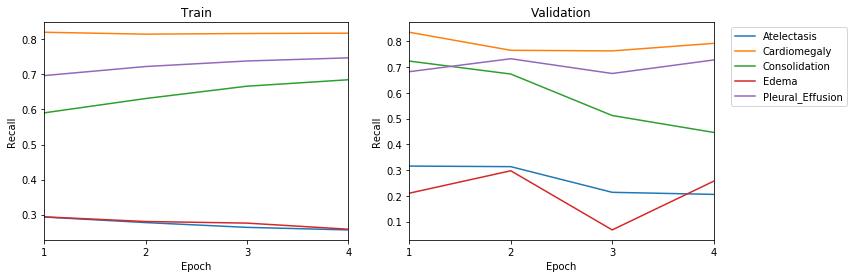 Train
Recall
0.8
0.7
0.6
0.5
0.4
0.3
1
2
3
4
Epoch
Validation
Recall
0.8
0.7
0.6
0.5
0.4
0.3
0.2
0.1
1
2
3
4
Epoch
Atelectasis
Cardiomegaly
Consolidation
Edema
Pleural_Effusion